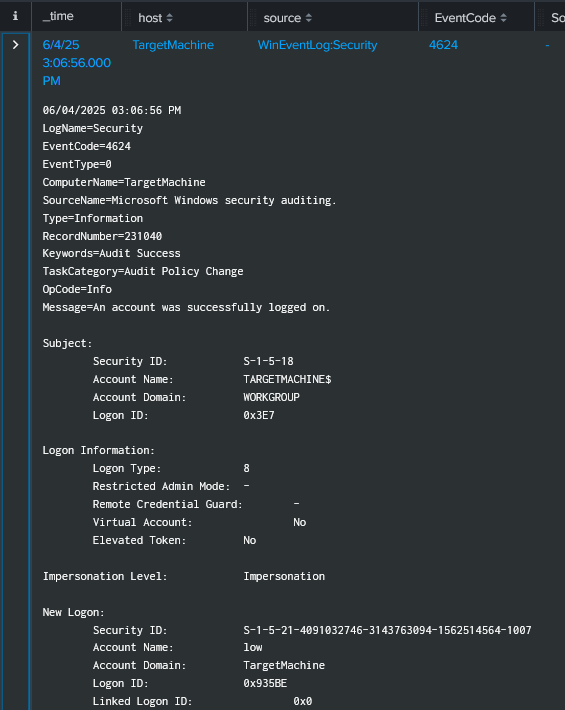 i _time host source EventCode So
6/4/25 TargetMachine WinEventLog:Security 4624 -
3:06:56.000
PM
06/04/2025 03:06:56 PM
LogName=Security
EventCode=4624
EventType=0
ComputerName=TargetMachine
SourceName=Microsoft Windows security auditing.
Type=Information
RecordNumber=231040
Keywords=Audit Success
TaskCategory=Audit Policy Change
OpCode=Info
Message=An account was successfully logged on.
Subject:
Security ID: S-1-5-18
Account Name: TARGETMACHINE$
Account Domain: WORKGROUP
Logon ID: 0x3E7
Logon Information:
Logon Type: 8
Restricted Admin Mode: -
Remote Credential Guard: -
Virtual Account: No
Elevated Token: No
Impersonation Level: Impersonation
New Logon:
Security ID: S-1-5-21-4091032746-3143763094-1562514564-1007
Account Name: low
Account Domain: TargetMachine
Logon ID: 0x935BE
Linked Logon ID: 0x0